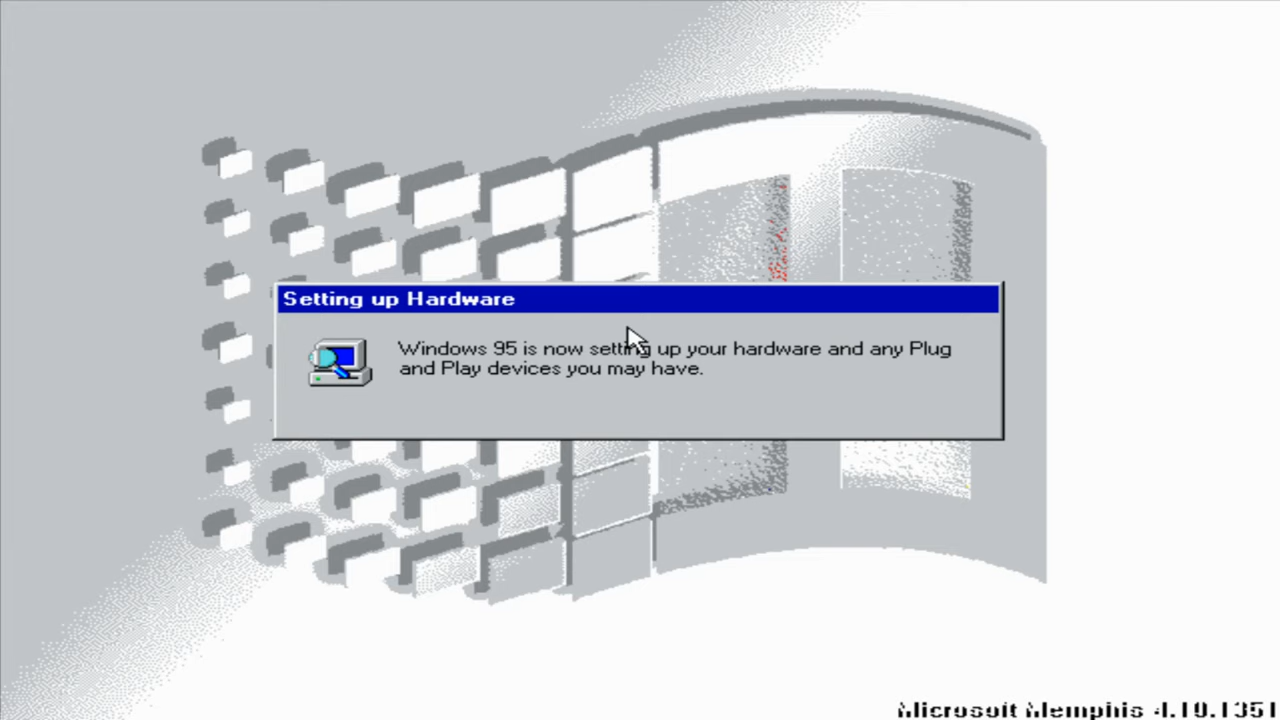 Setting up Hardware
Windows 95 is now setting up your hardware and any Plug
and Play devices you may have.
Microsoft Memphis 4.10.1351